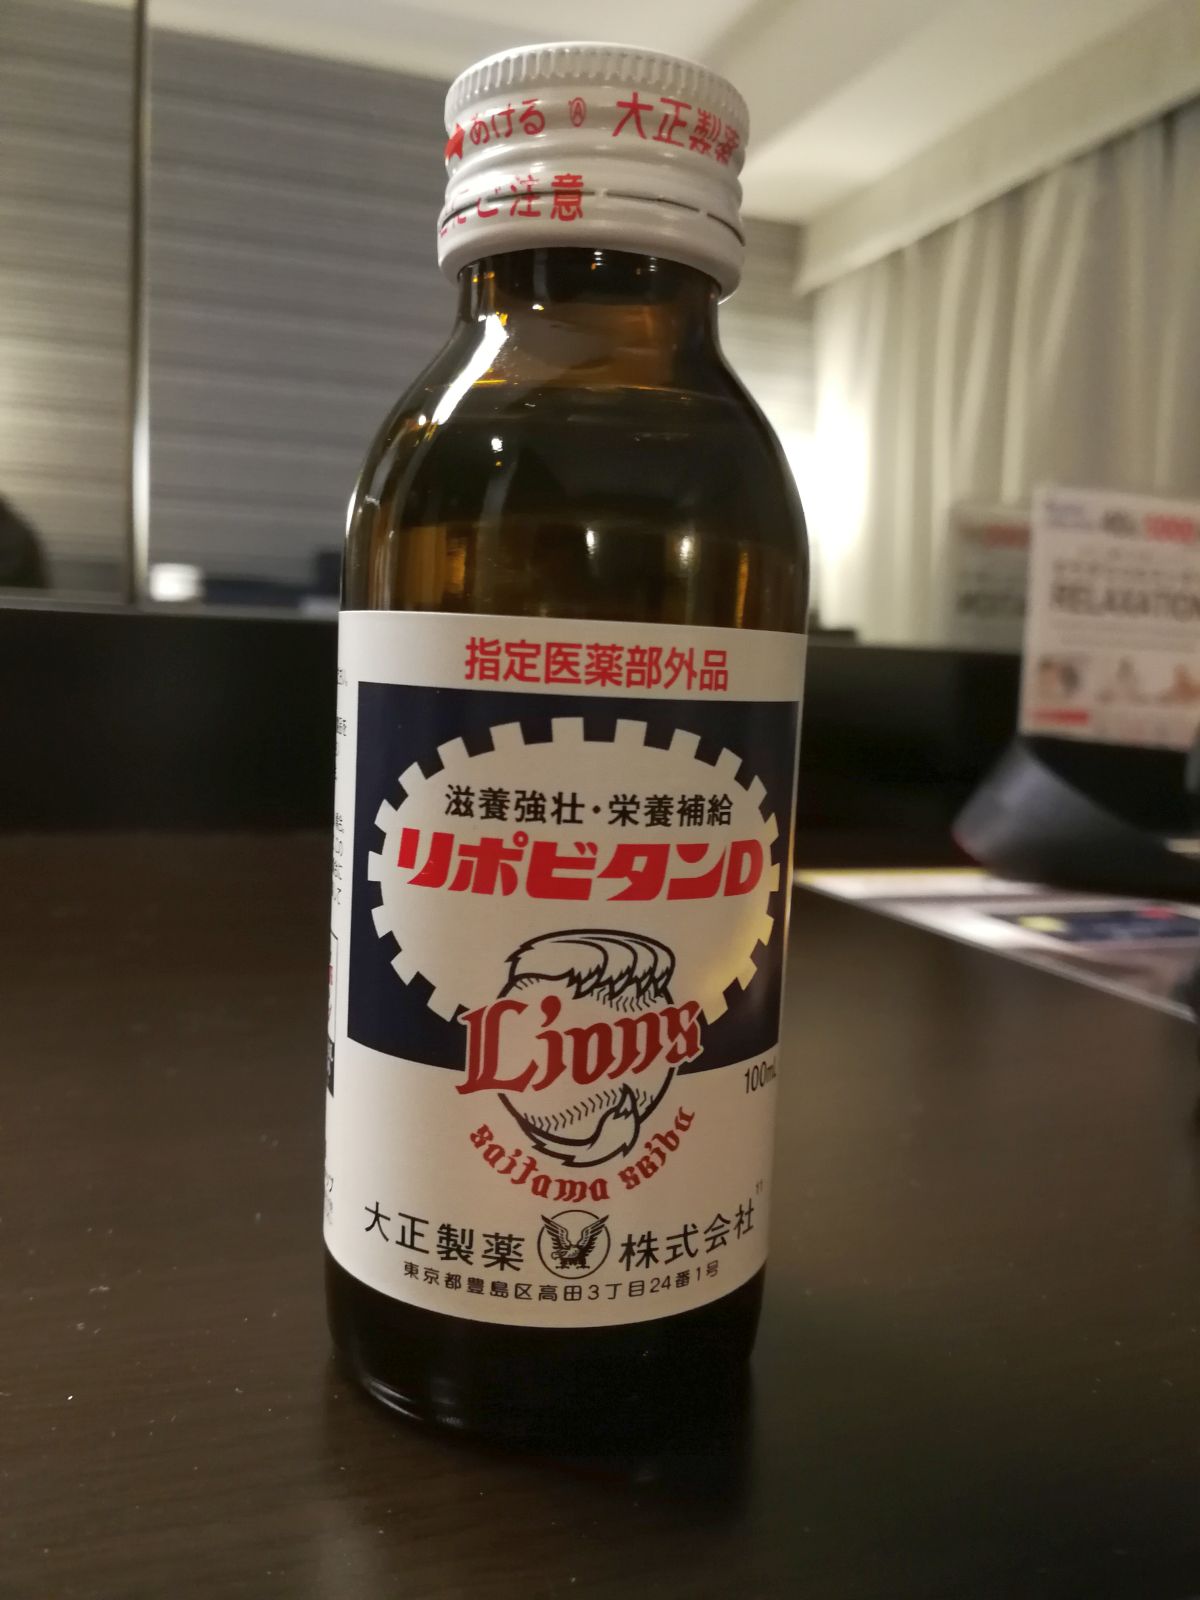 あける Ⓐ 大正製薬
にご注意
指定医薬部外品
滋養強壮・栄養補給
リポビタンD
Lions
Saitama Seibu
100mL
大正製薬 株式会社
東京都豊島区高田3丁目24番1号
RELAXATION